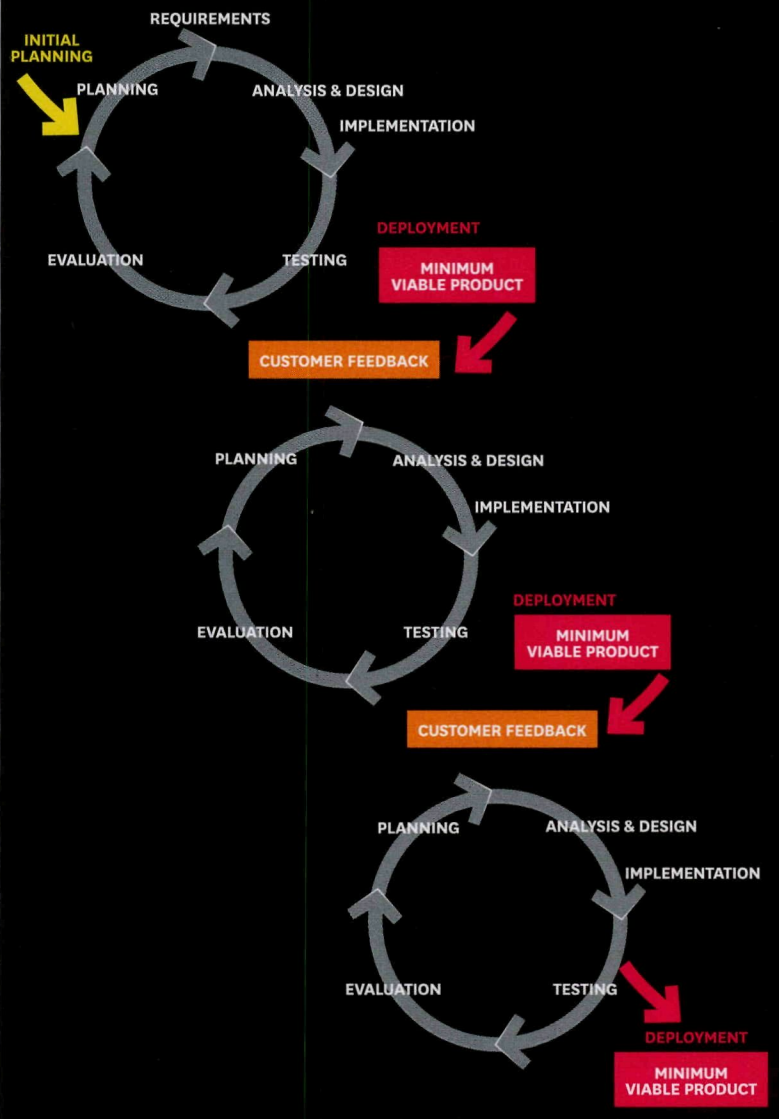 REQUIREMENTS
INITIAL
PLANNING
PLANNING
ANALYSIS & DESIGN
IMPLEMENTATION
DEPLOYMENT
EVALUATION
TESTING
MINIMUM
VIABLE PRODUCT
CUSTOMER FEEDBACK
PLANNING
ANALYSIS & DESIGN
IMPLEMENTATION
DEPLOYMENT
EVALUATION
TESTING
MINIMUM
VIABLE PRODUCT
CUSTOMER FEEDBACK
PLANNING
ANALYSIS & DESIGN
IMPLEMENTATION
EVALUATION
TESTING
DEPLOYMENT
MINIMUM
VIABLE PRODUCT